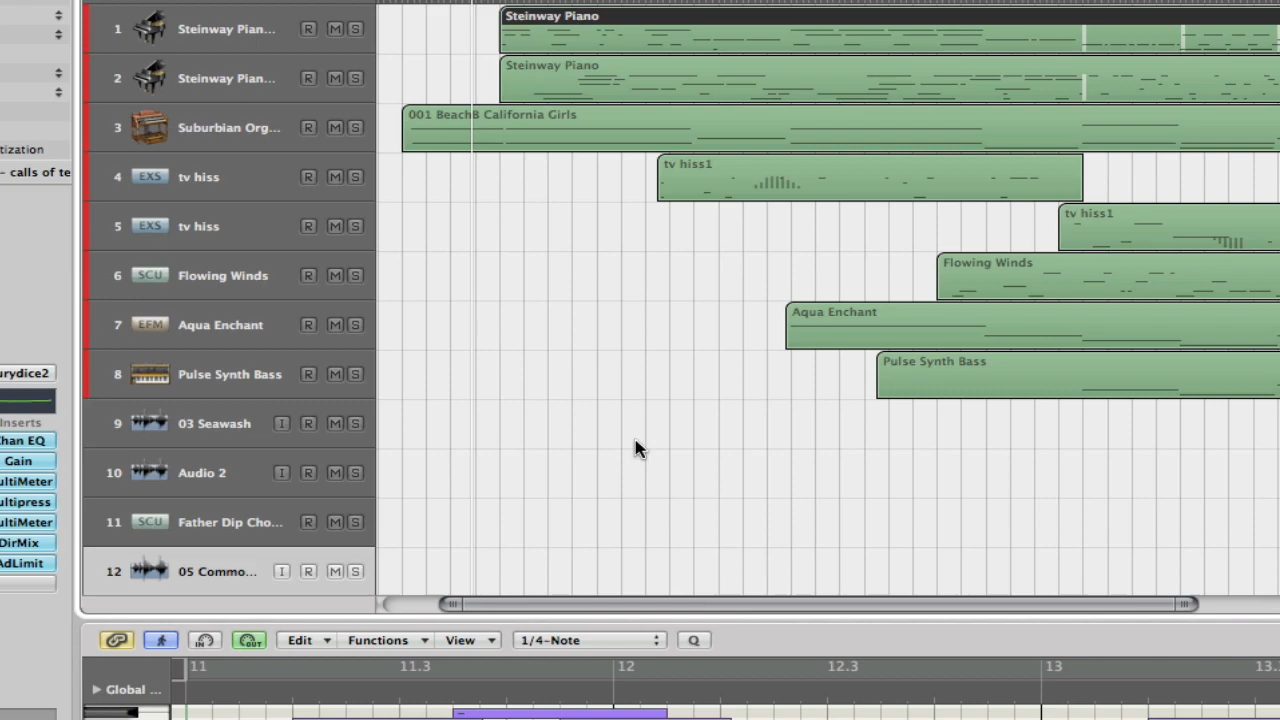 Steinway Piano
1 Steinway Pian... R M S
Steinway Piano
2 Steinway Pian... R M S
001 BeachB California Girls
3 Suburbian Org... R M S
tization
- calls of te
tv hiss1
4 EXS tv hiss R M S
tv hiss1
5 EXS tv hiss R M S
Flowing Winds
6 SCU Flowing Winds R M S
Aqua Enchant
7 EFM Aqua Enchant R M S
Pulse Synth Bass
8 Pulse Synth Bass R M S
urydice2
Inserts
9 03 Seawash I R M S
Chan EQ
Gain
10 Audio 2 I R M S
ultiMeter
ultipress
11 SCU Father Dip Cho... R M S
ultiMeter
DirMix
AdLimit
12 05 Commo... I R M S
IN OUT Edit Functions View 1/4-Note Q
11 11.3 12 12.3 13 13.
Global ...